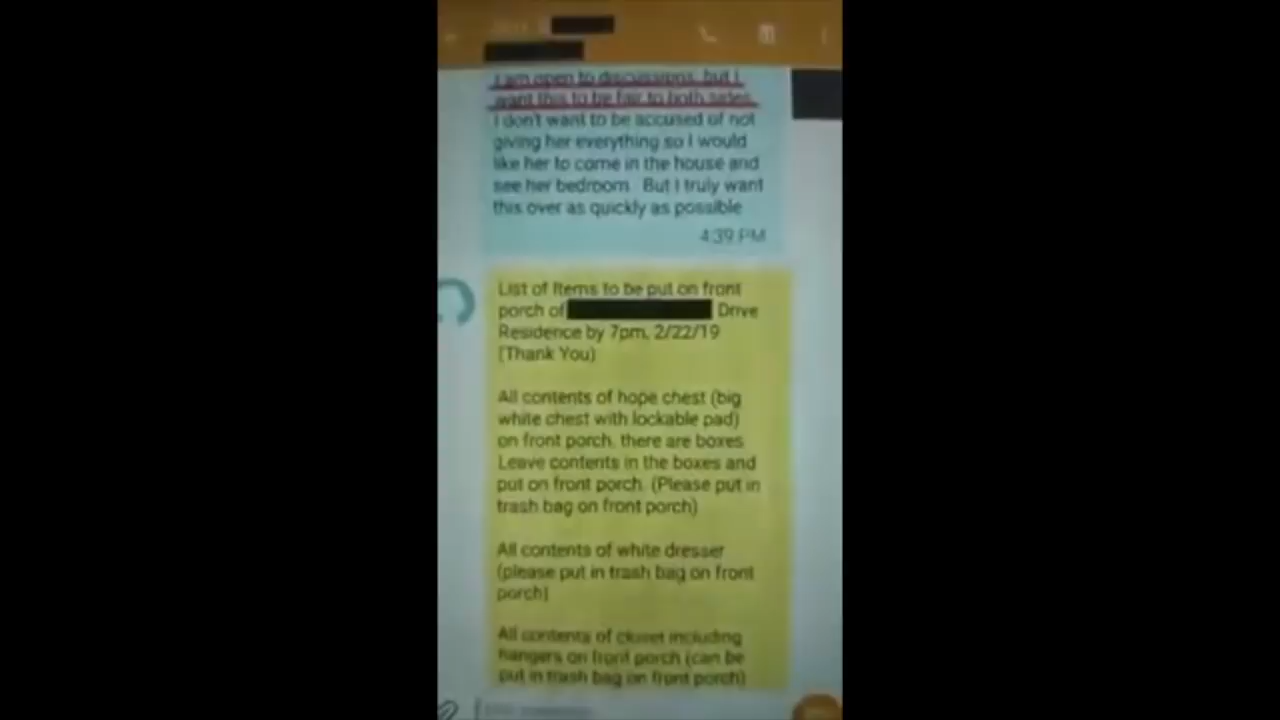 I am open to discussions, but I
want this to be fair to both sides.
I don't want to be accused of not
giving her everything so I would
like her to come in the house and
see her bedroom. But I truly want
this over as quickly as possible
4:39 PM
List of Items to be put on front
porch of Drive
Residence by 7pm, 2/22/19
(Thank You)
All contents of hope chest (big
white chest with lockable pad)
on front porch. there are boxes
Leave contents in the boxes and
put on front porch. (Please put in
trash bag on front porch)
All contents of white dresser
(please put in trash bag on front
porch)
All contents of closet including
hangers on front porch (can be
put in trash bag on front porch)